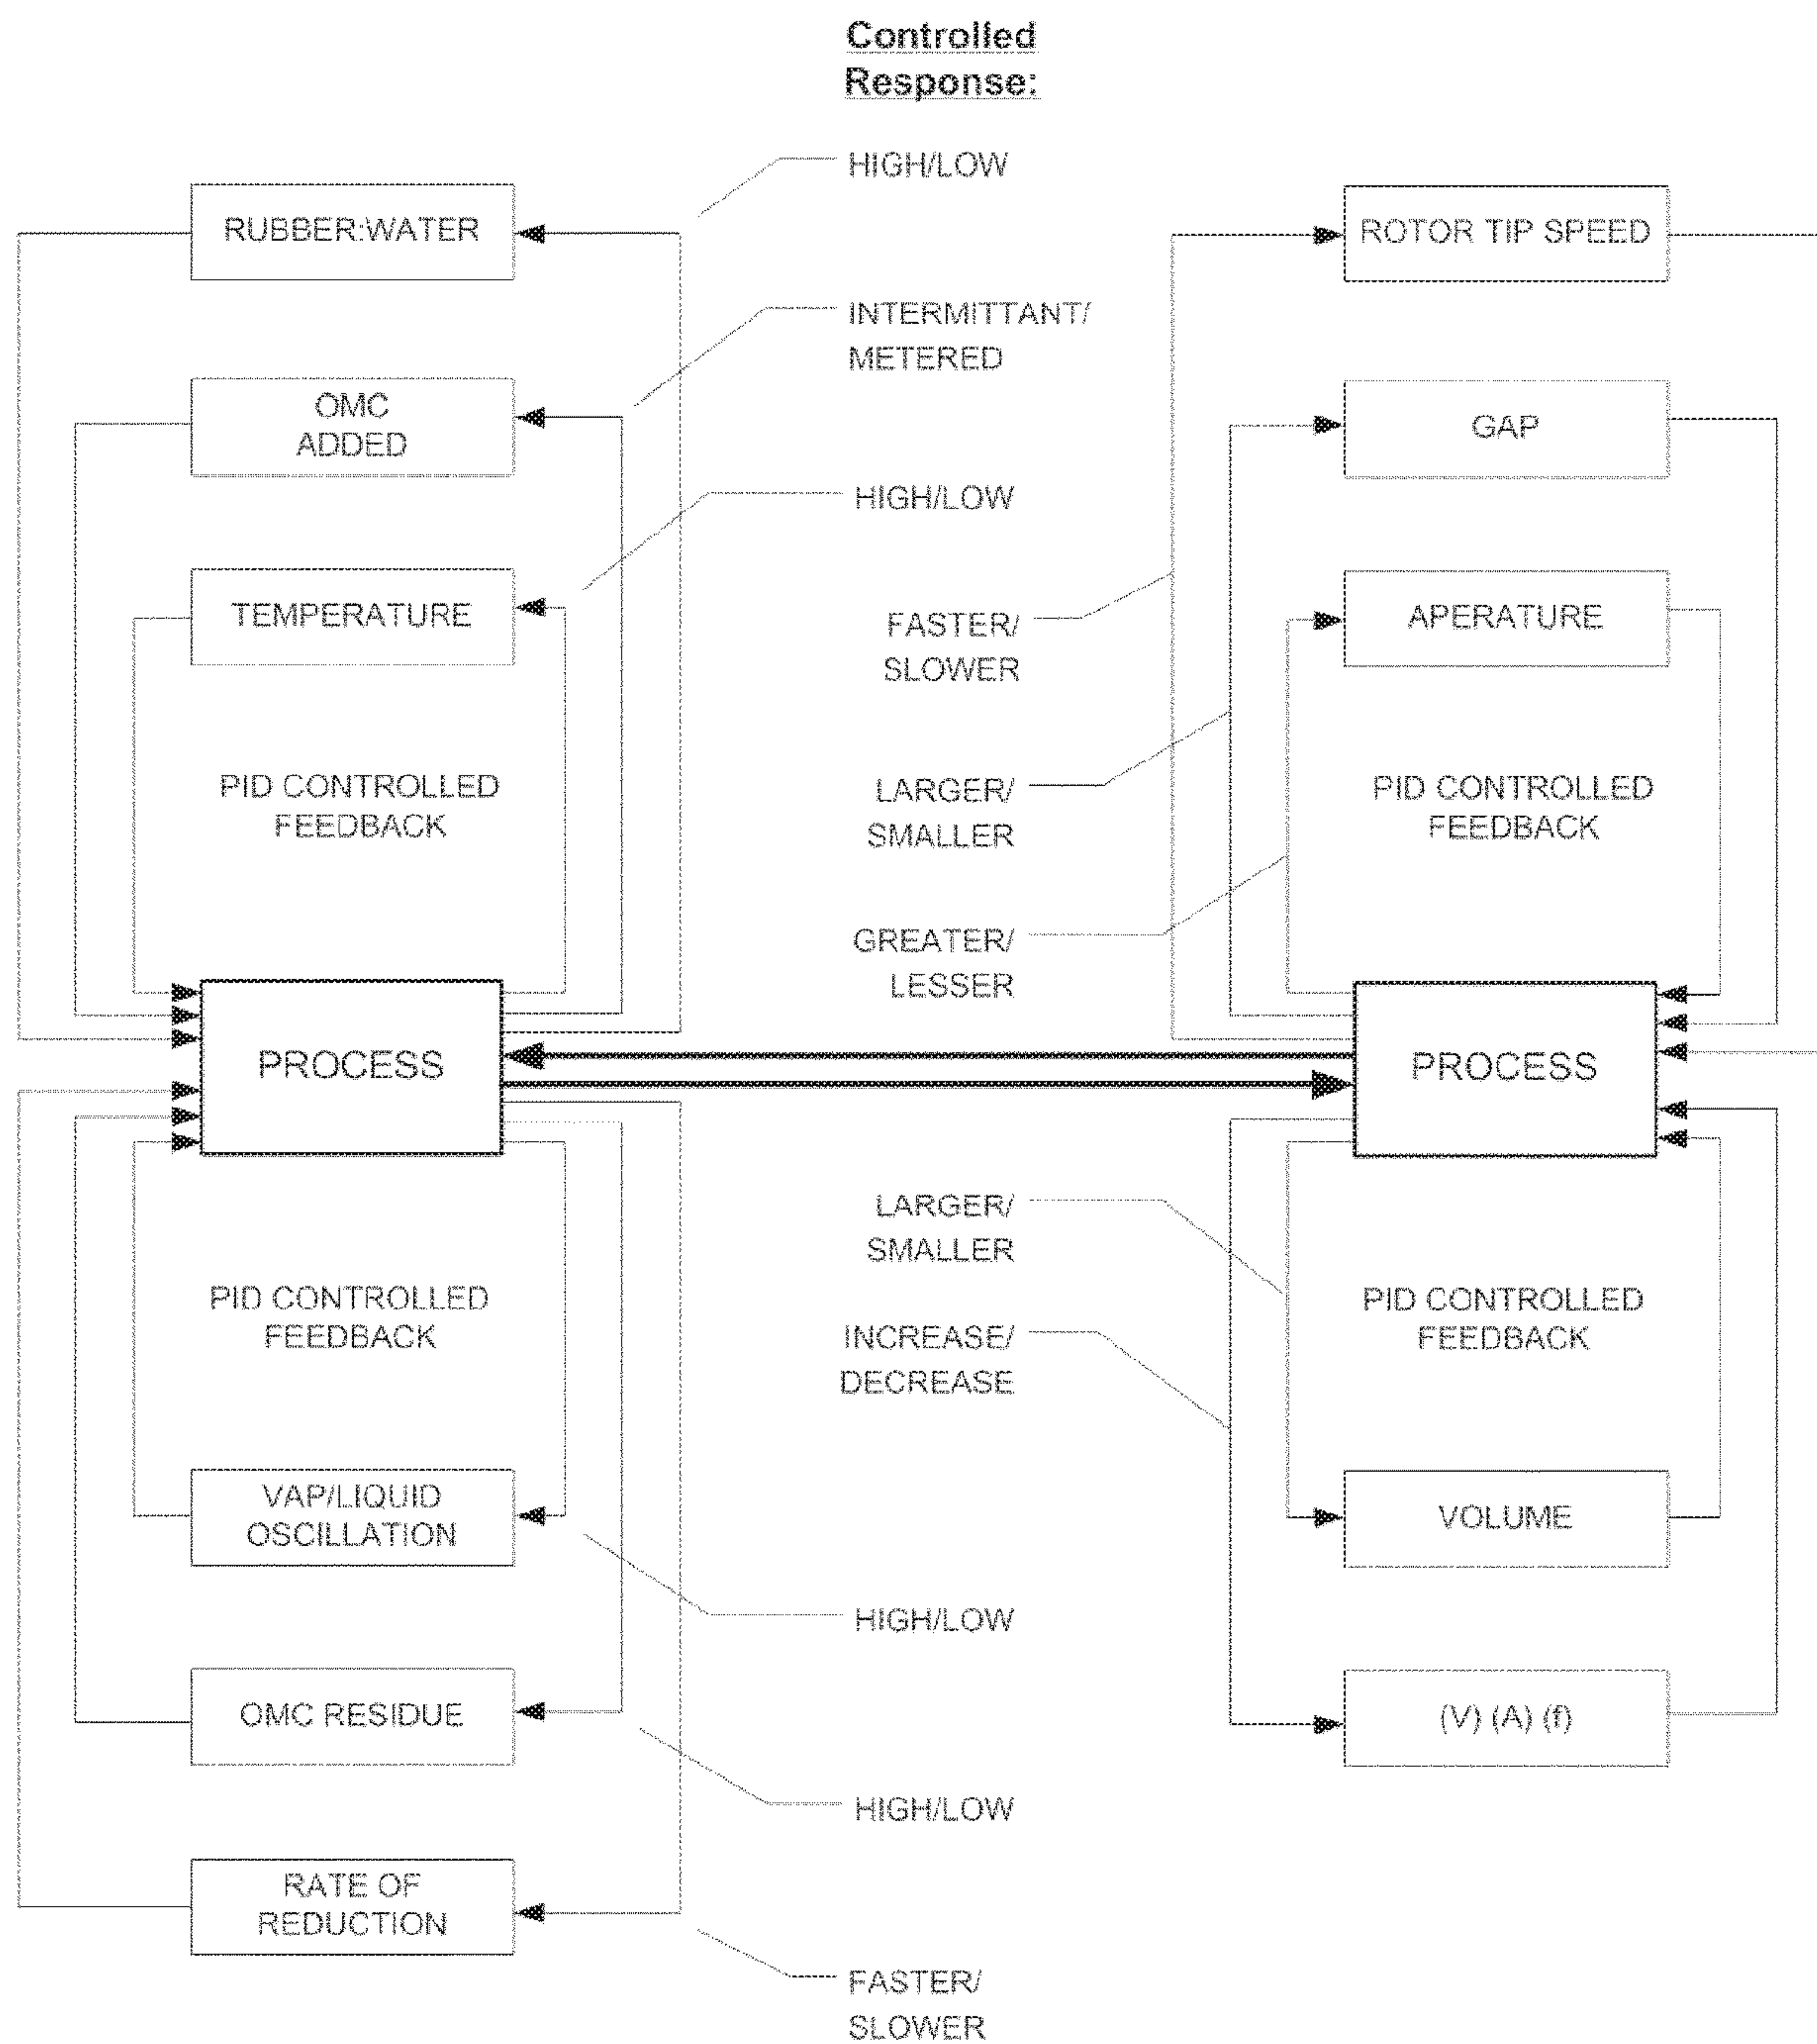 Controlled
Response:
HIGH/LOW
RUBBER:WATER
ROTOR TIP SPEED
INTERMITTANT/
METERED
OMC
ADDED
GAP
HIGH/LOW
TEMPERATURE
APERATURE
FASTER/
SLOWER
PID CONTROLLED
FEEDBACK
LARGER/
SMALLER
PID CONTROLLED
FEEDBACK
GREATER/
LESSER
PROCESS
PROCESS
LARGER/
SMALLER
PID CONTROLLED
FEEDBACK
INCREASE/
DECREASE
PID CONTROLLED
FEEDBACK
VAP/LIQUID
OSCILLATION
VOLUME
HIGH/LOW
OMC RESIDUE
(V) (A) (f)
HIGH/LOW
RATE OF
REDUCTION
FASTER/
SLOWER